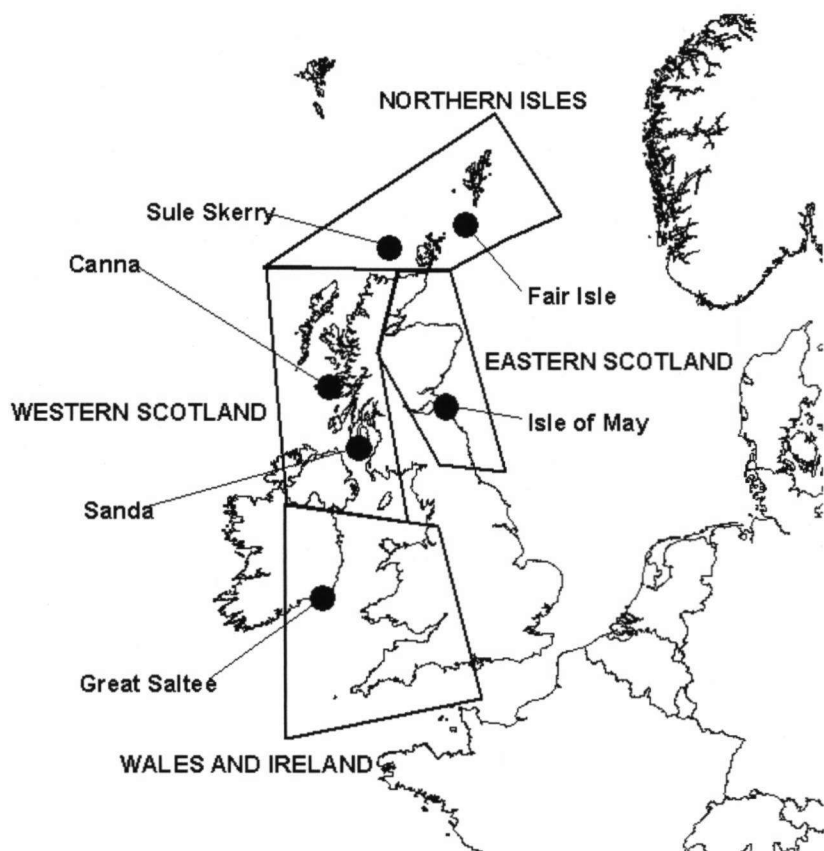 NORTHERN ISLES
Sule Skerry
Canna
Fair Isle
EASTERN SCOTLAND
WESTERN SCOTLAND
Isle of May
Sanda
Great Saltee
WALES AND IRELAND